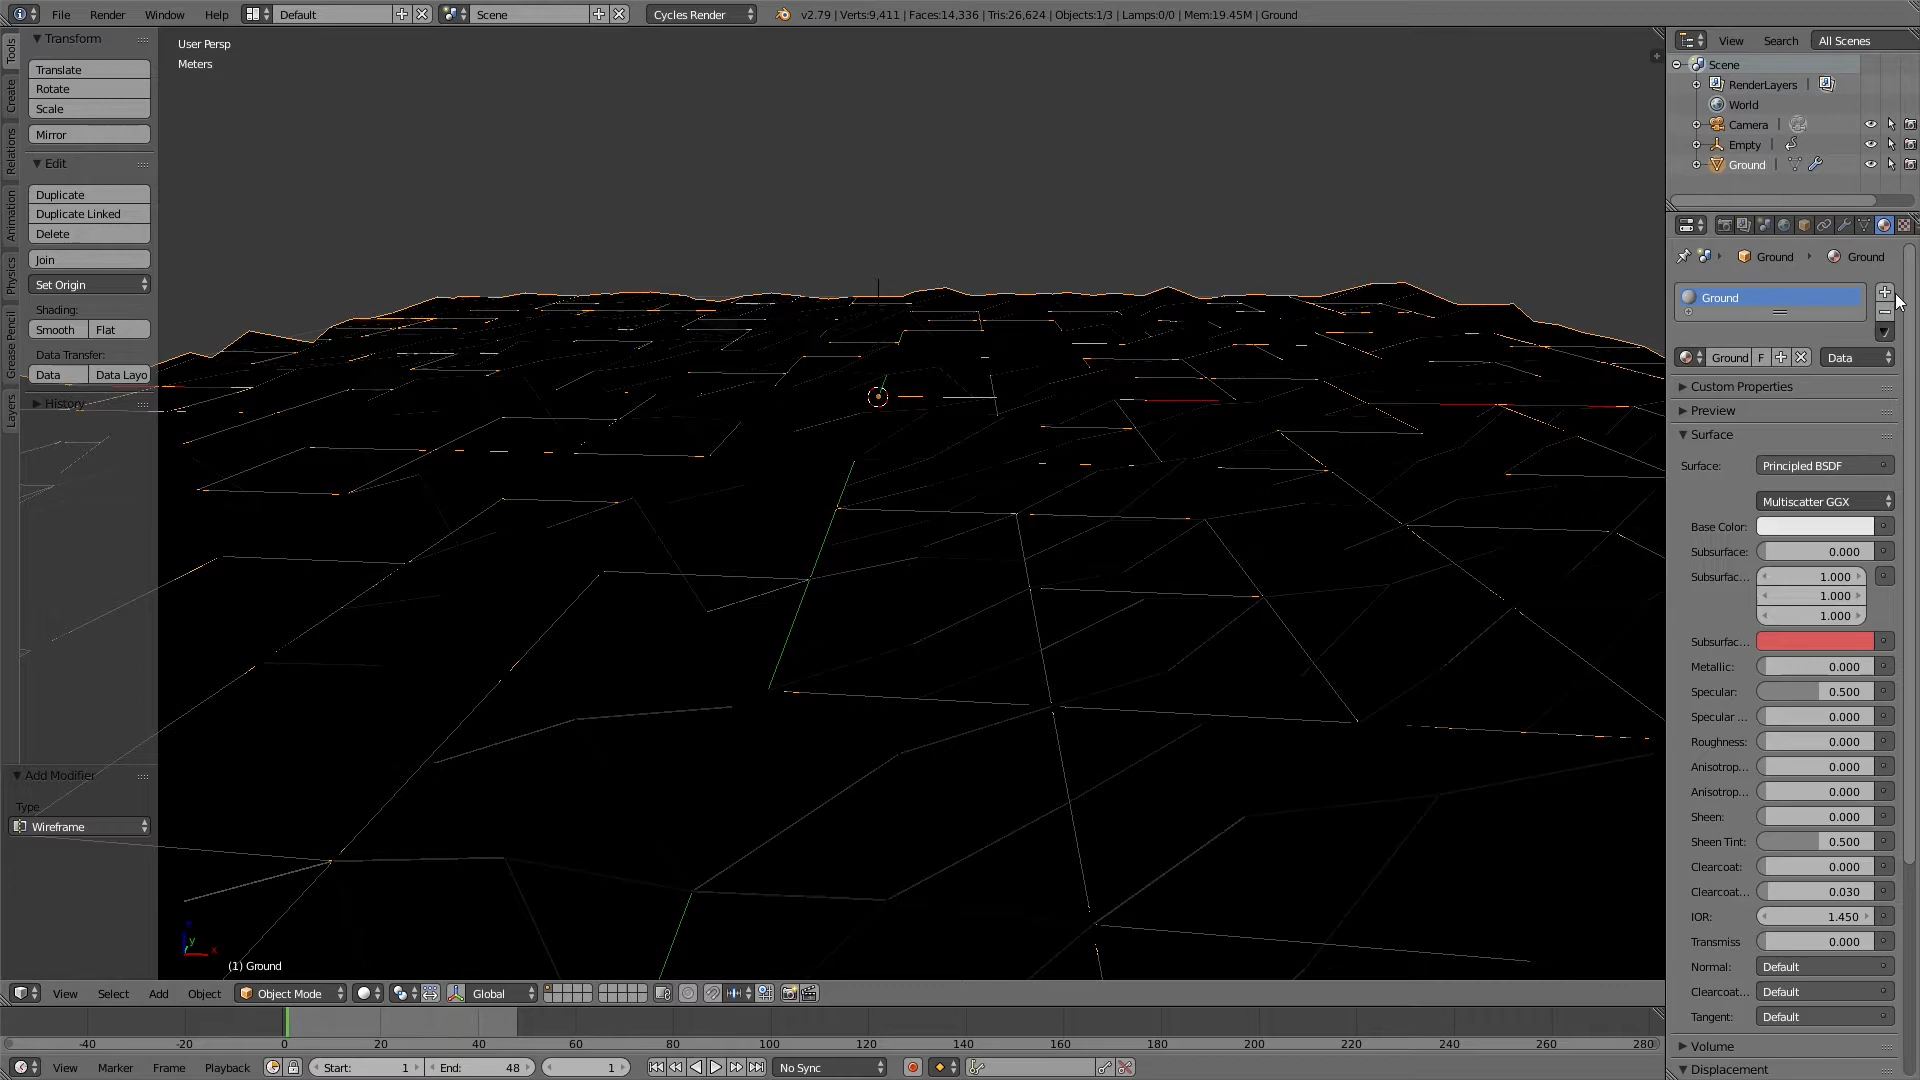 File Render Window Help Default Scene Cycles Render v2.79 | Verts:9,411 | Faces:14,336 | Tris:26,624 | Objects:1/3 | Lamps:0/0 | Mem:19.45M | Ground
Tools
Create
Relations
Animation
Physics
Grease Pencil
Layers
Transform
Translate
Rotate
Scale
Mirror
Edit
Duplicate
Duplicate Linked
Delete
Join
Set Origin
Shading:
Smooth Flat
Data Transfer:
Data Data Layo
History
Add Modifier
Type
Wireframe
User Persp
Meters
z
y
x
(1) Ground
View Search All Scenes
Scene
RenderLayers |
World
Camera |
Empty |
Ground |
Ground Ground
Ground
Ground F Data
Custom Properties
Preview
Surface
Surface: Principled BSDF
Multiscatter GGX
Base Color:
Subsurface: 0.000
Subsurfac... 1.000
1.000
1.000
Subsurfac...
Metallic: 0.000
Specular: 0.500
Specular ... 0.000
Roughness: 0.000
Anisotrop... 0.000
Anisotrop... 0.000
Sheen: 0.000
Sheen Tint: 0.500
Clearcoat: 0.000
Clearcoat... 0.030
IOR: 1.450
Transmiss 0.000
Normal: Default
Clearcoat... Default
Tangent: Default
Volume
Displacement
View Select Add Object Object Mode Global
-40 -20 0 20 40 60 80 100 120 140 160 180 200 220 240 260 280
View Marker Frame Playback Start: 1 End: 48 1 No Sync